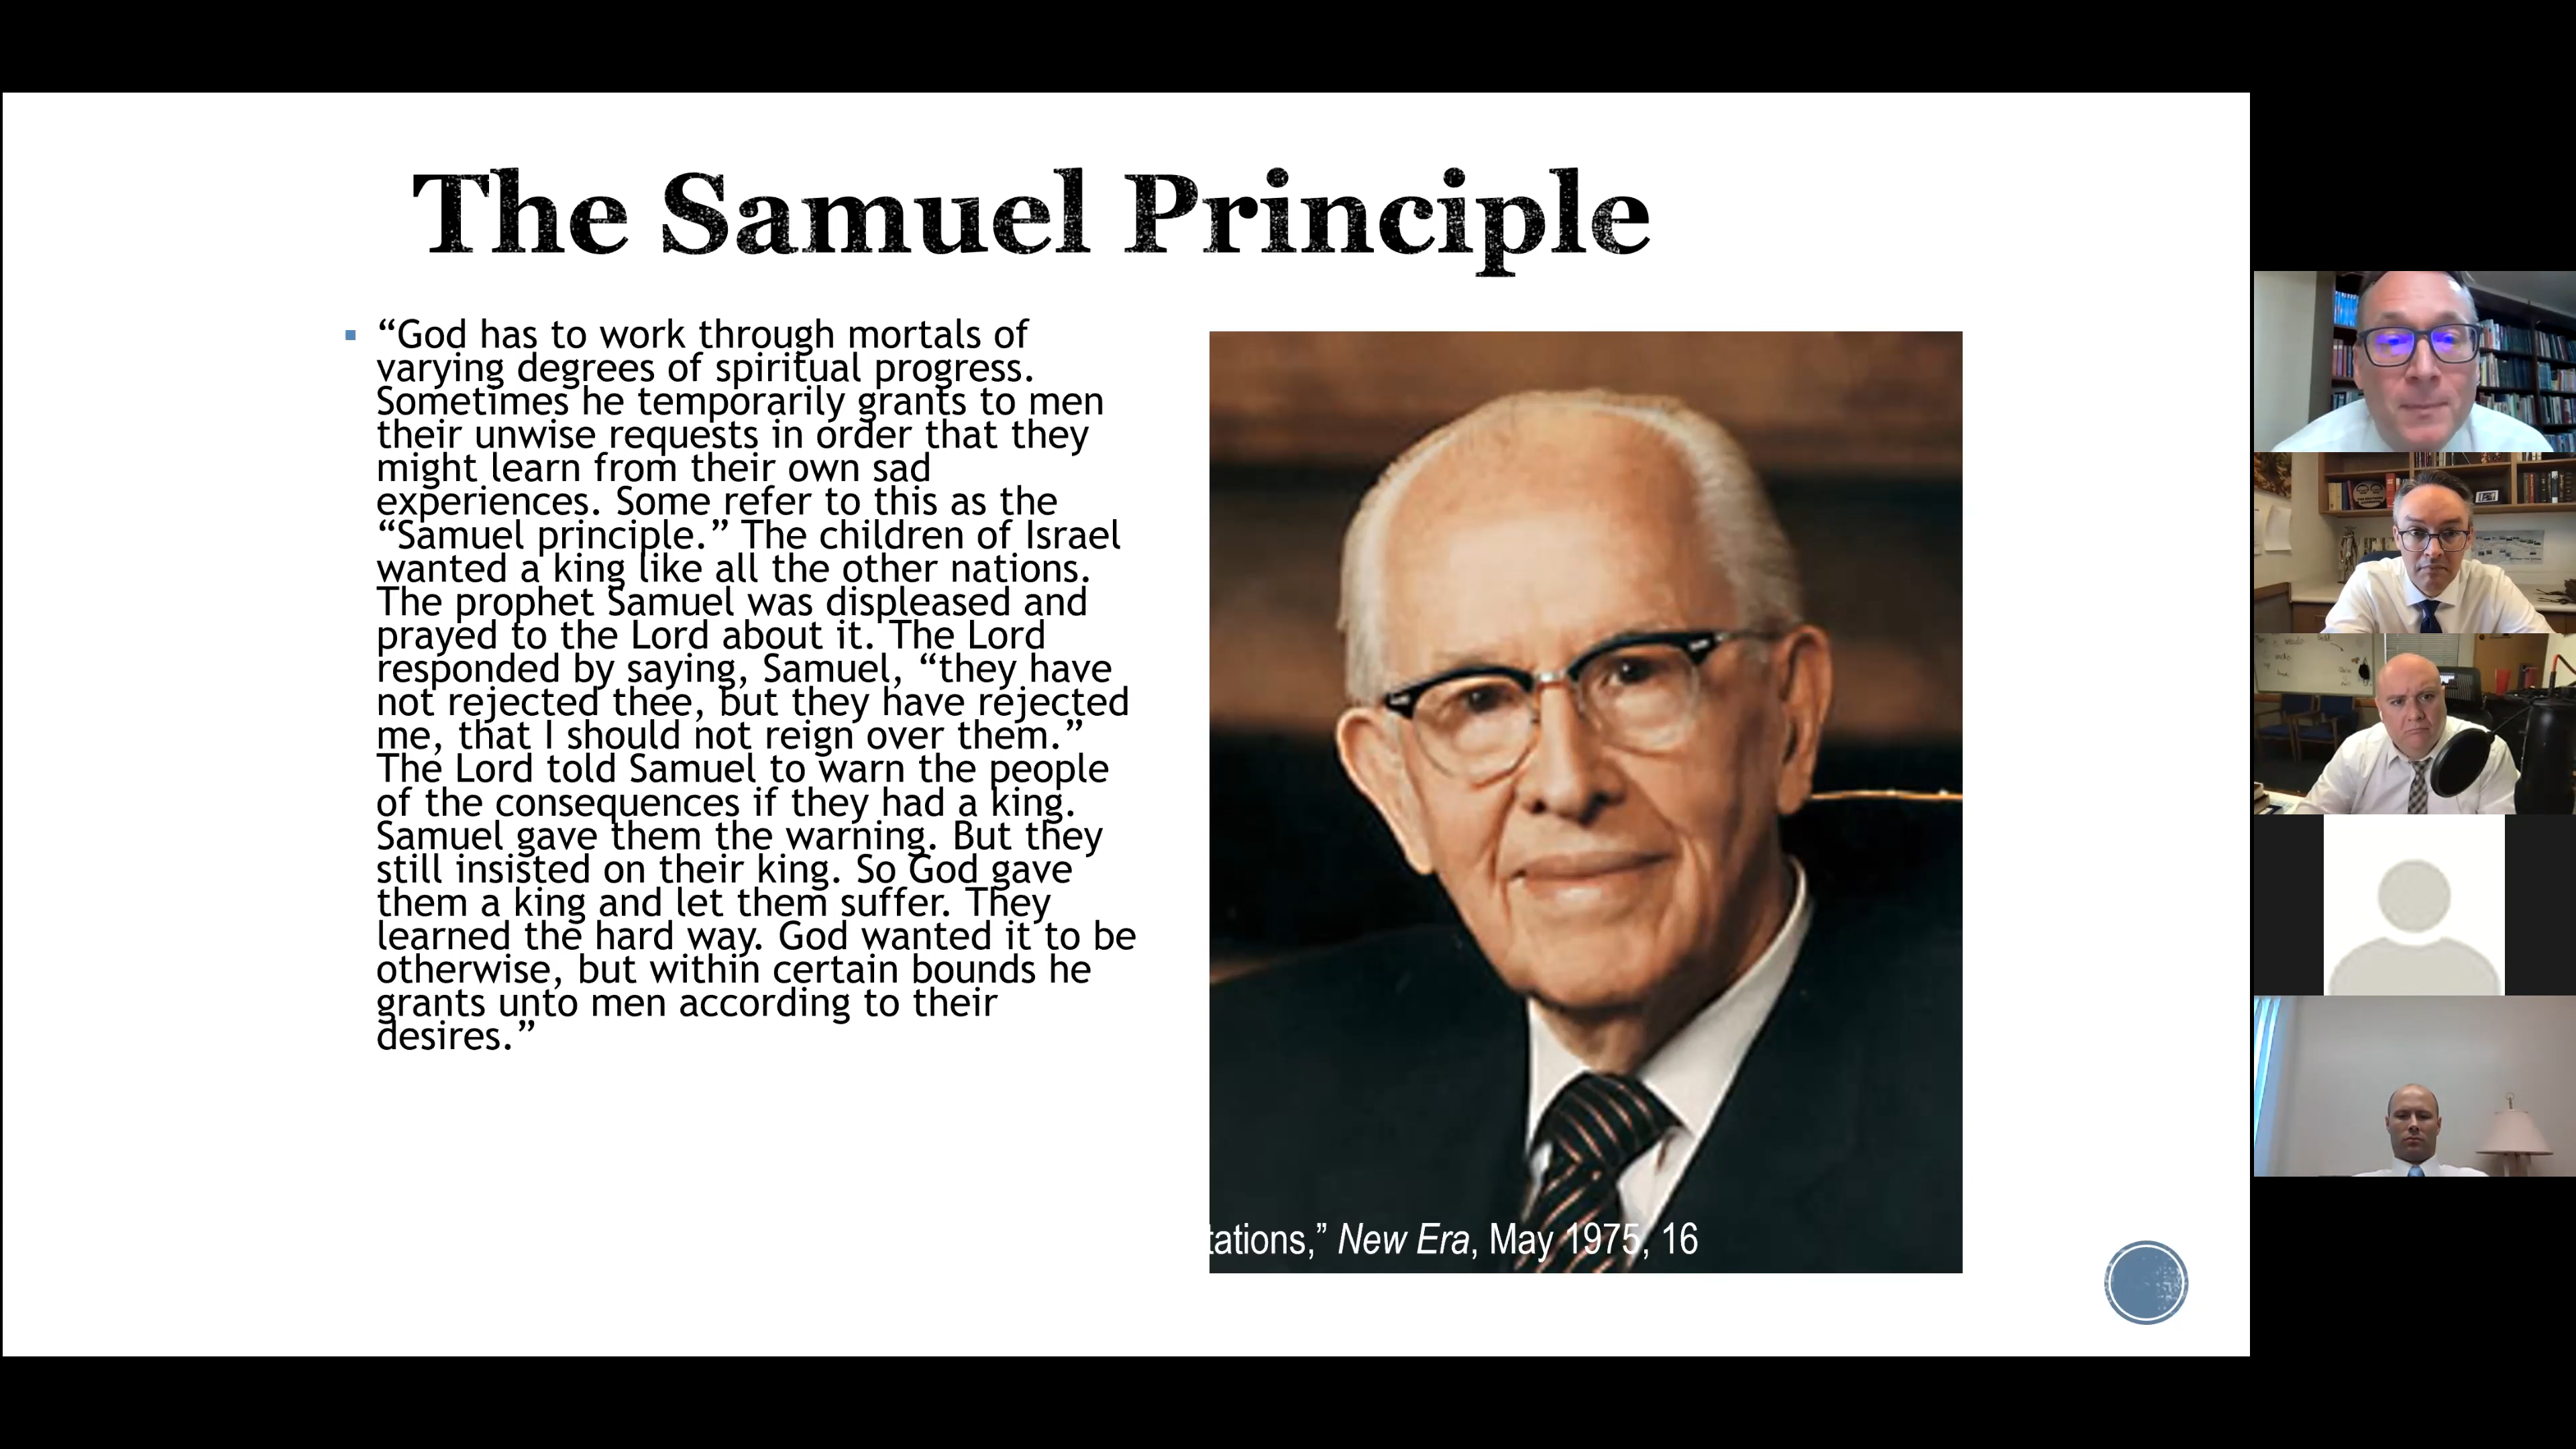 The Samuel Principle
“God has to work through mortals of
varying degrees of spiritual progress.
Sometimes he temporarily grants to men
their unwise requests in order that they
might learn from their own sad
experiences. Some refer to this as the
“Samuel principle.” The children of Israel
wanted a king like all the other nations.
The prophet Samuel was displeased and
prayed to the Lord about it. The Lord
responded by saying, Samuel, “they have
not rejected thee, but they have rejected
me, that I should not reign over them.”
The Lord told Samuel to warn the people
of the consequences if they had a king.
Samuel gave them the warning. But they
still insisted on their king. So God gave
them a king and let them suffer. They
learned the hard way. God wanted it to be
otherwise, but within certain bounds he
grants unto men according to their
desires.”
tations,” New Era, May 1975, 16